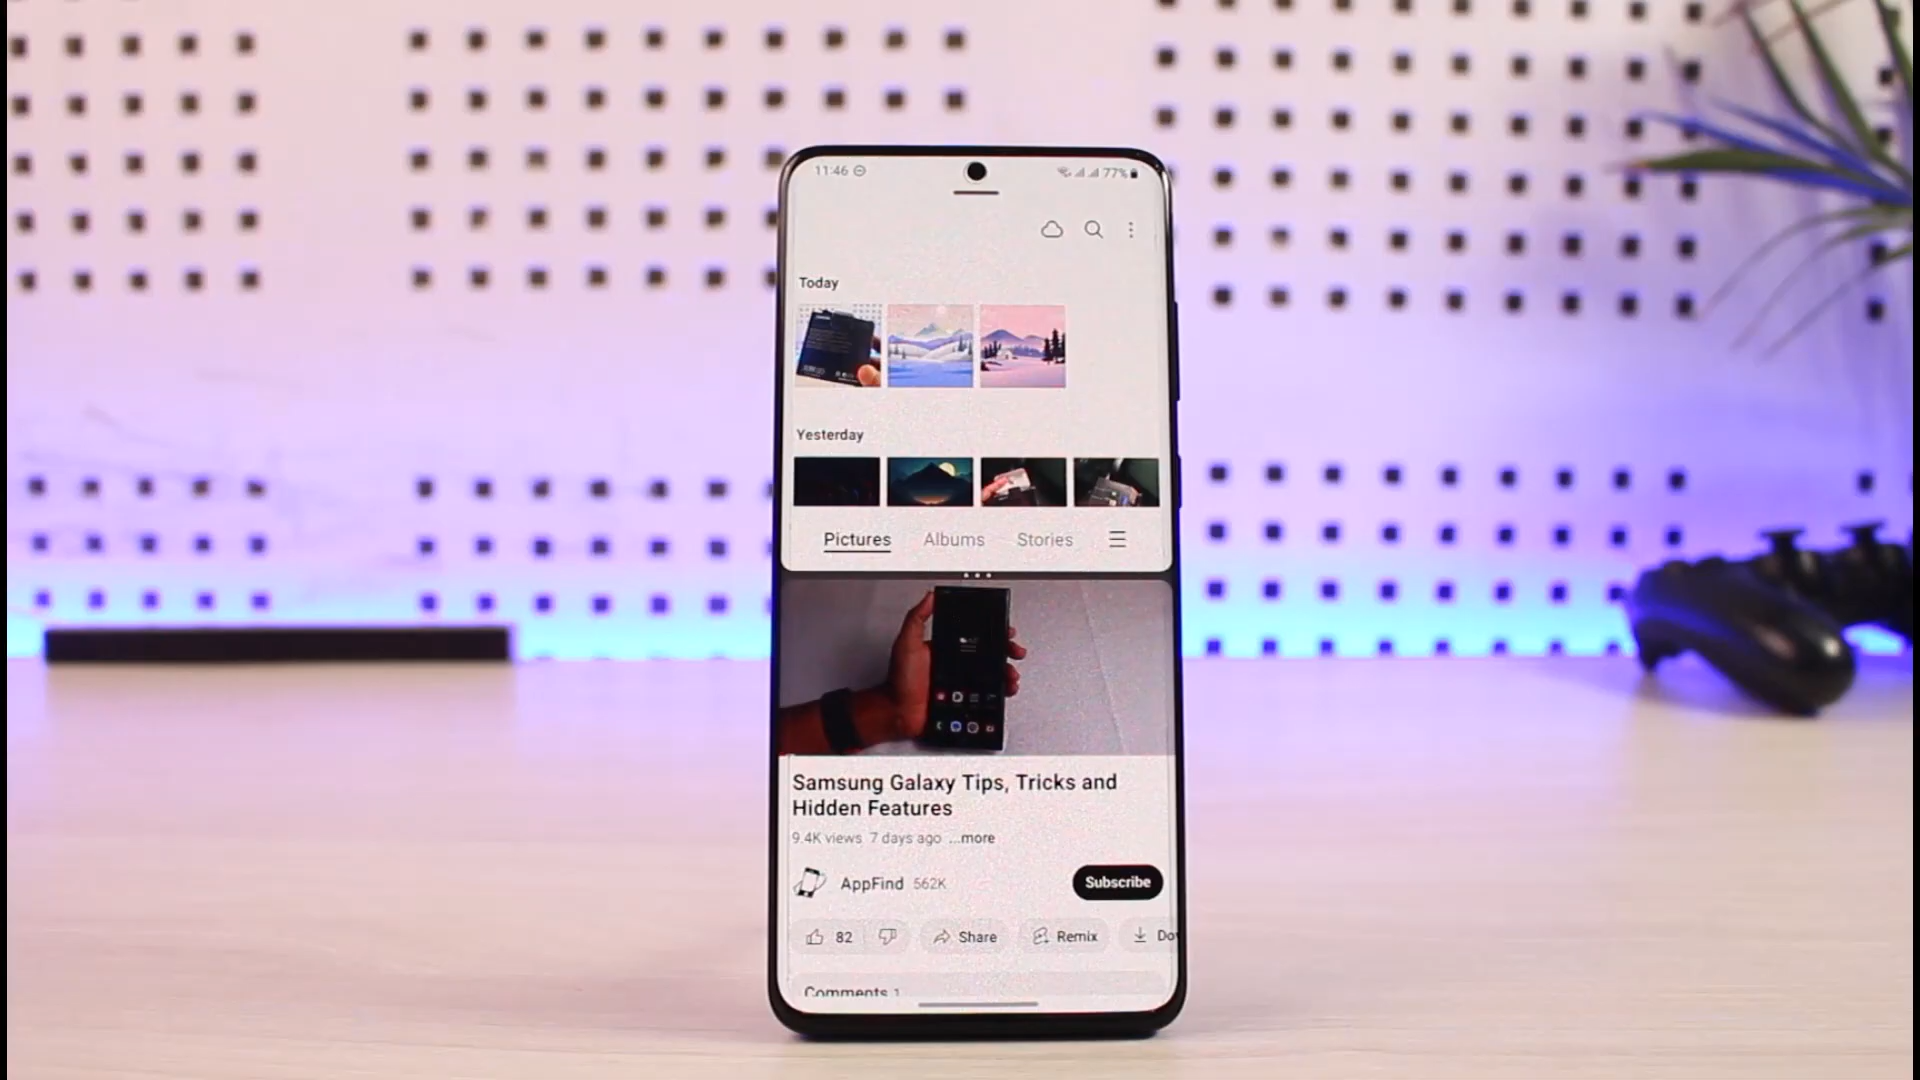 11:46
77%
Today
Yesterday
Pictures Albums Stories
Samsung Galaxy Tips, Tricks and
Hidden Features
9.4K views 7 days ago ...more
AppFind 562K Subscribe
82 Share Remix Do
Comments 1